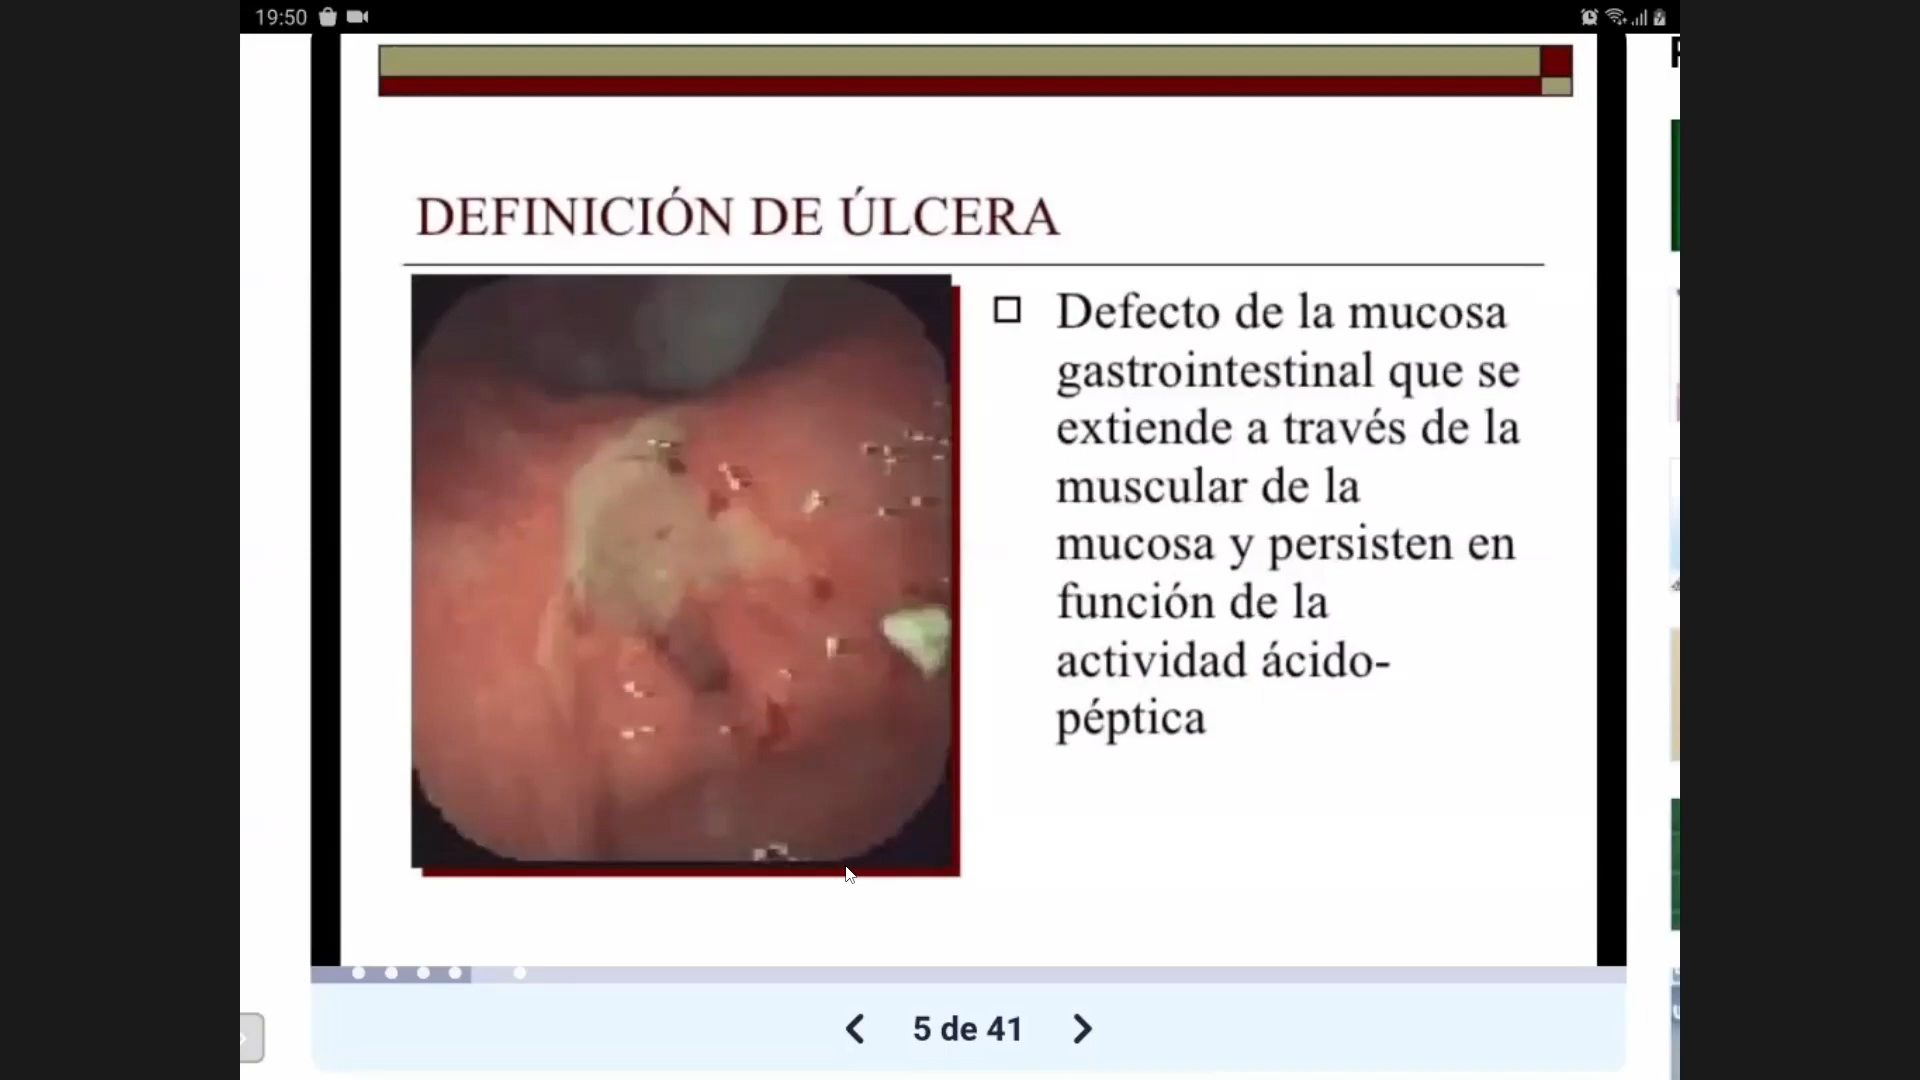 19:50
DEFINICIÓN DE ÚLCERA
Defecto de la mucosa
gastrointestinal que se
extiende a través de la
muscular de la
mucosa y persisten en
función de la
actividad ácido-
péptica
5 de 41